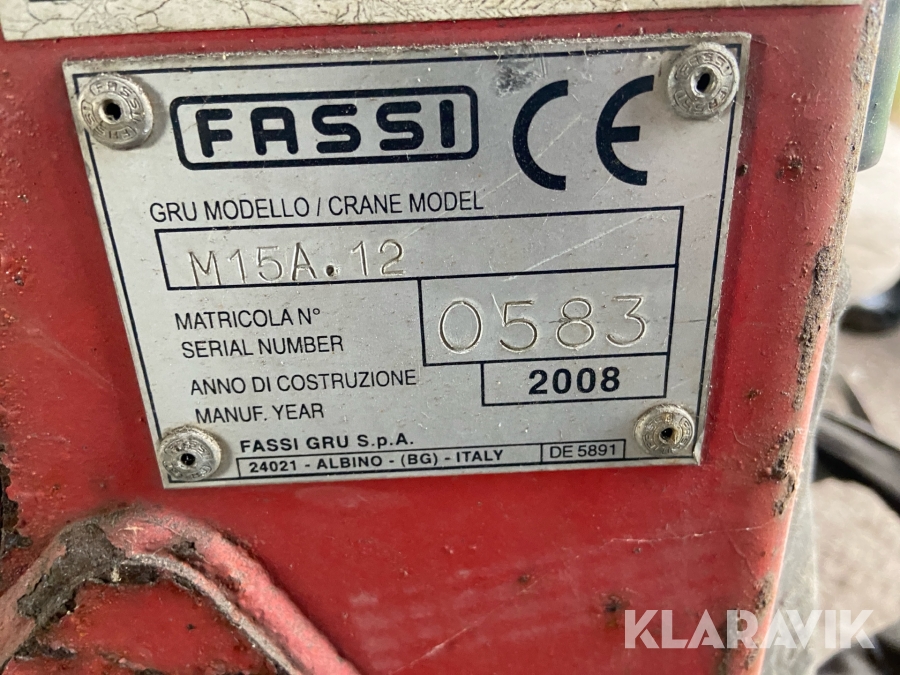 FASSI CE
GRU MODELLO / CRANE MODEL
M15A.12
MATRICOLA N°
SERIAL NUMBER
0583
ANNO DI COSTRUZIONE
MANUF. YEAR
2008
FASSI GRU S.p.A.
24021 - ALBINO - (BG) - ITALY
DE 5891
KLARAVIK